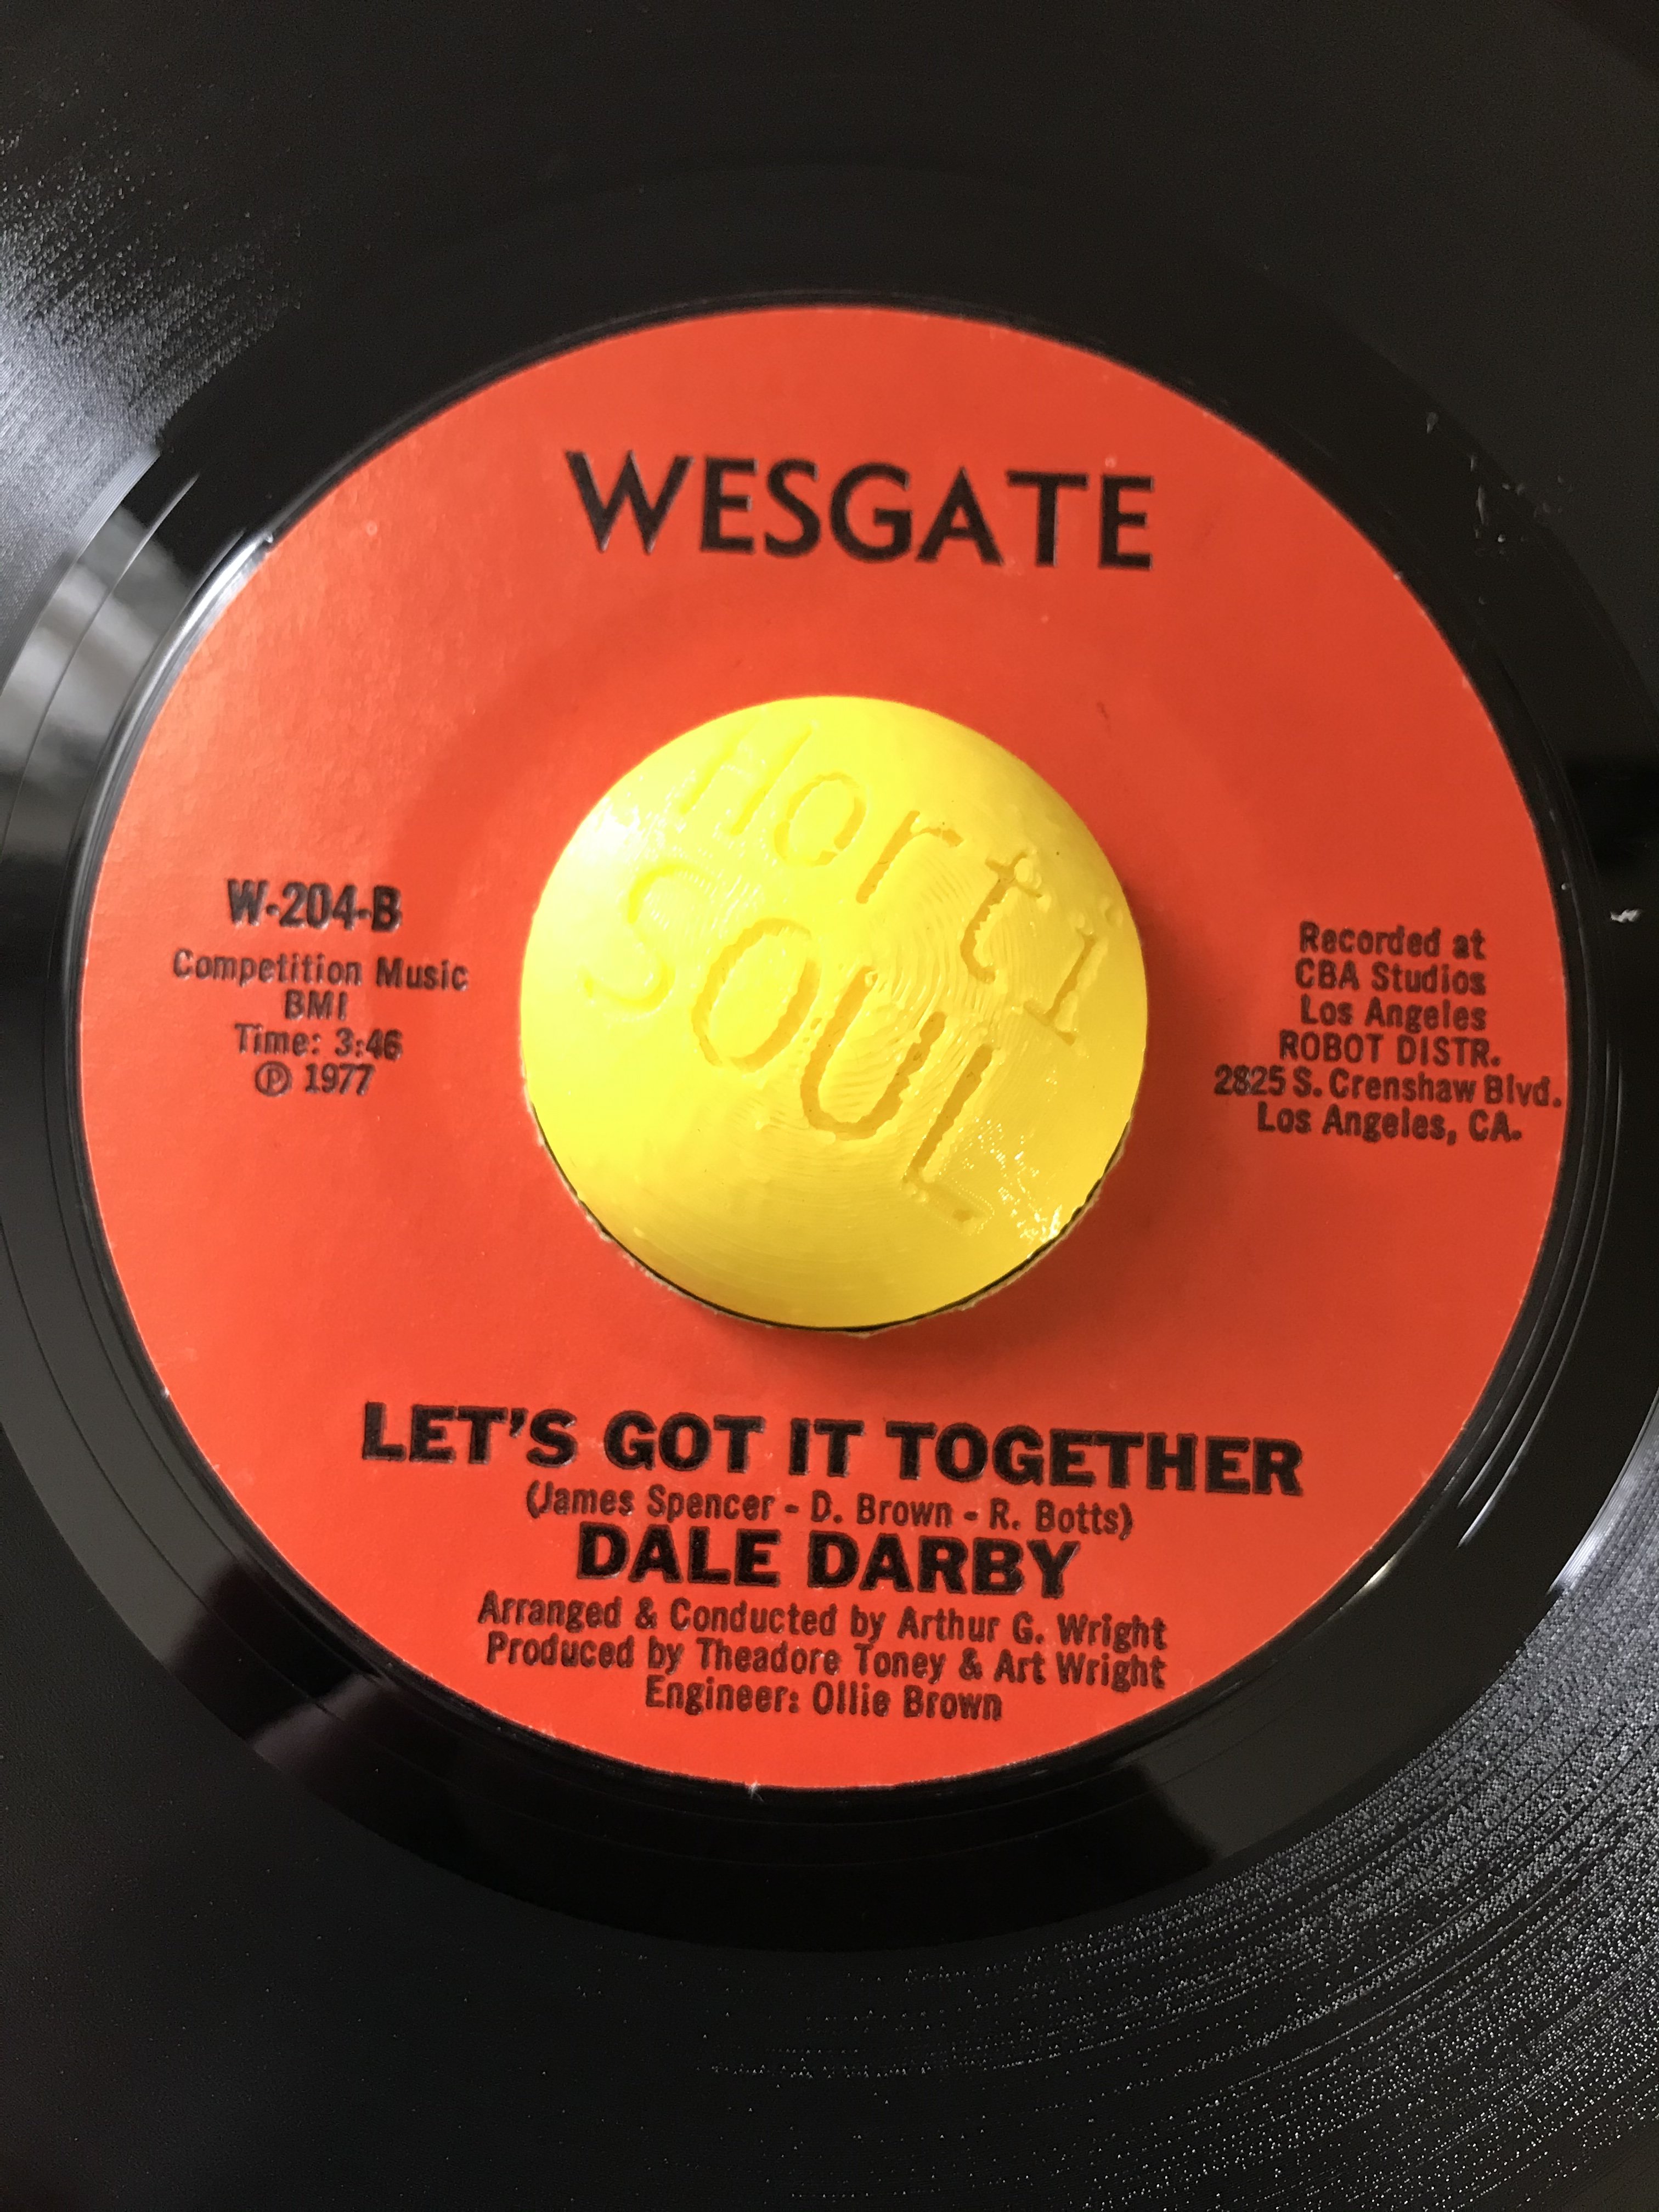 WESGATE
Horti
SOUL
W-204-B
Competition Music
BMI
Time: 3:46
Ⓟ 1977
Recorded at
CBA Studios
Los Angeles
ROBOT DISTR.
2825 S. Crenshaw Blvd.
Los Angeles, CA.
LET'S GOT IT TOGETHER
(James Spencer - D. Brown - R. Botts)
DALE DARBY
Arranged & Conducted by Arthur G. Wright
Produced by Theadore Toney & Art Wright
Engineer: Ollie Brown